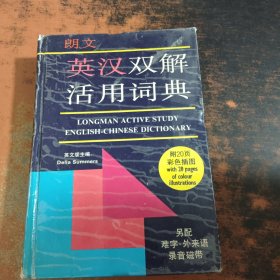 朗文
英汉双解
活用词典
LONGMAN ACTIVE STUDY
ENGLISH-CHINESE DICTIONARY
英文版主编
Della Summers
附20页
彩色插图
with 20 pages
of colour
illustrations
另配
难字·外来语
录音磁带